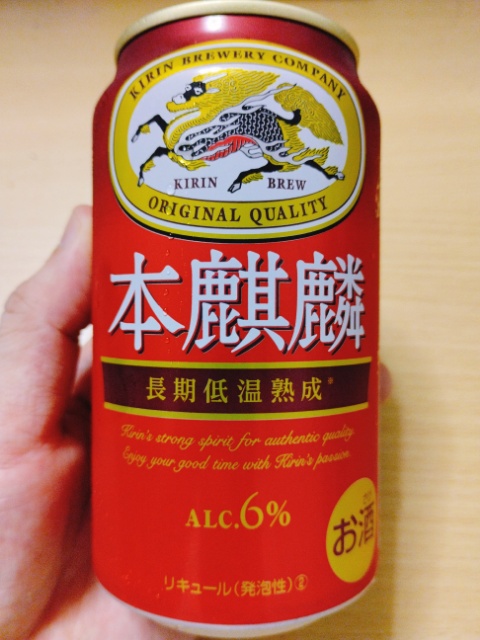 KIRIN BREWERY COMPANY
KIRIN BREW
ORIGINAL QUALITY
本麒麟
長期低温熟成※
Kirin's strong spirit for authentic quality.
Enjoy your good time with Kirin's passion.
ALC.6%
お酒
リキュール(発泡性)②